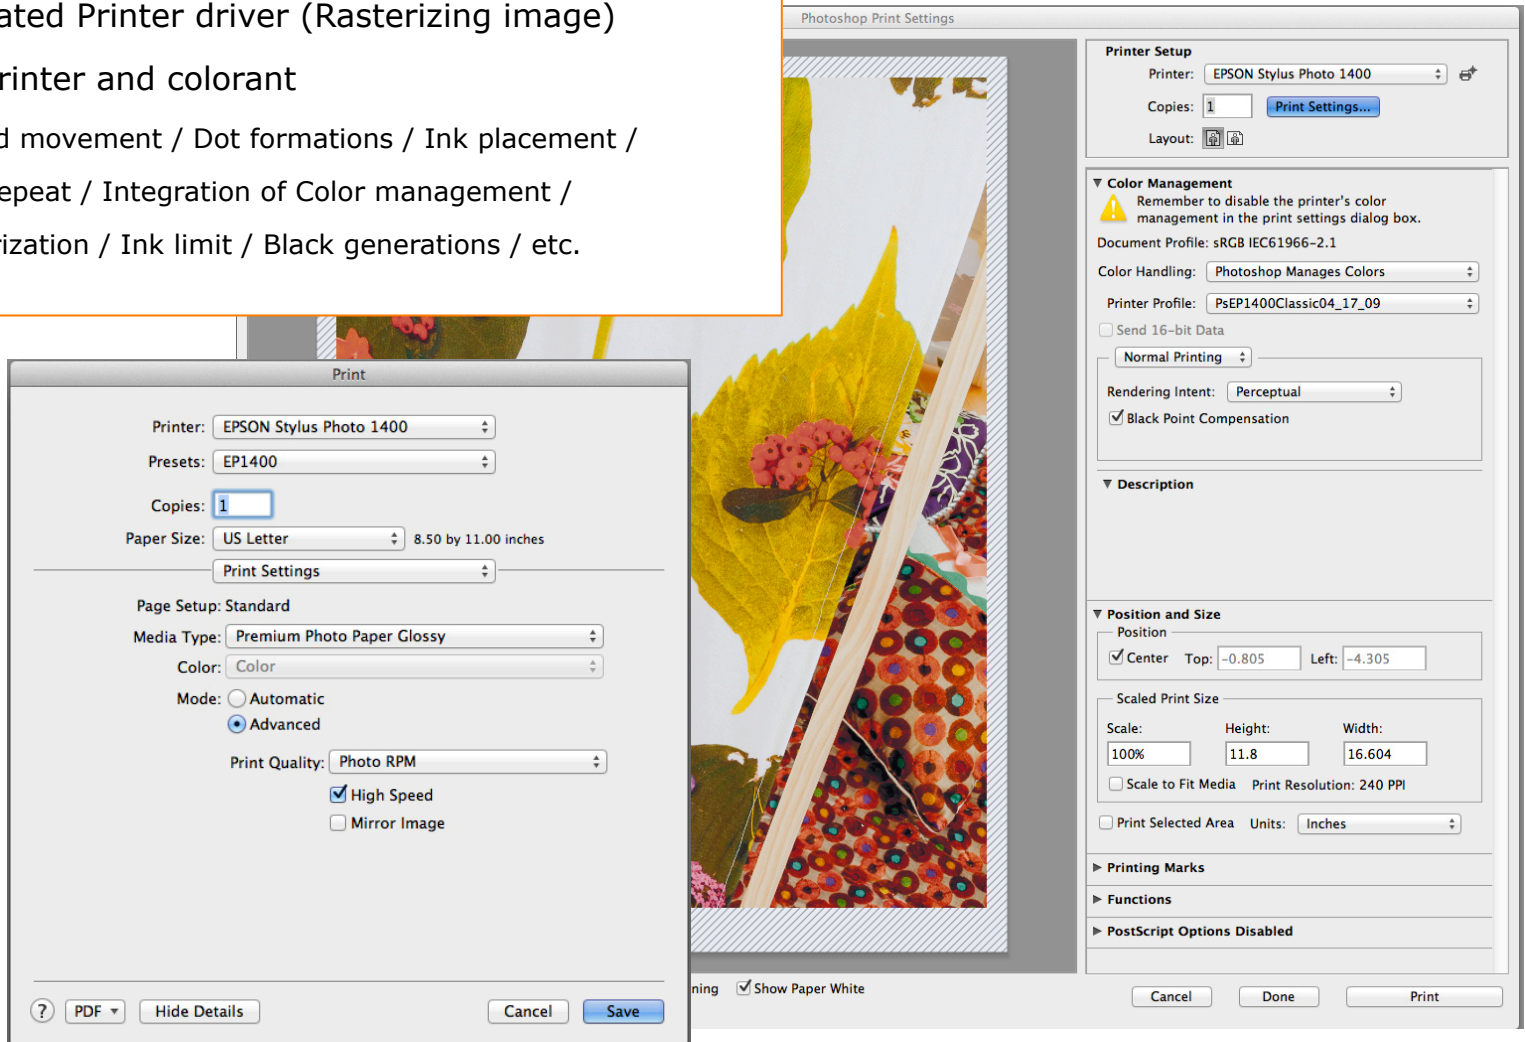 ated Printer driver (Rasterizing image)
rinter and colorant
d movement / Dot formations / Ink placement /
epeat / Integration of Color management /
rization / Ink limit / Black generations / etc.
Photoshop Print Settings
Printer Setup
Printer: EPSON Stylus Photo 1400
Copies: 1 Print Settings...
Layout:
Color Management
Remember to disable the printer's color
management in the print settings dialog box.
Document Profile: sRGB IEC61966-2.1
Color Handling: Photoshop Manages Colors
Printer Profile: PsEP1400Classic04_17_09
Send 16-bit Data
Normal Printing
Rendering Intent: Perceptual
Black Point Compensation
Description
Position and Size
Position
Center Top: -0.805 Left: -4.305
Scaled Print Size
Scale: Height: Width:
100% 11.8 16.604
Scale to Fit Media Print Resolution: 240 PPI
Print Selected Area Units: Inches
Printing Marks
Functions
PostScript Options Disabled
Cancel Done Print
ning Show Paper White
Print
Printer: EPSON Stylus Photo 1400
Presets: EP1400
Copies: 1
Paper Size: US Letter 8.50 by 11.00 inches
Print Settings
Page Setup: Standard
Media Type: Premium Photo Paper Glossy
Color: Color
Mode: Automatic
Advanced
Print Quality: Photo RPM
High Speed
Mirror Image
? PDF Hide Details Cancel Save